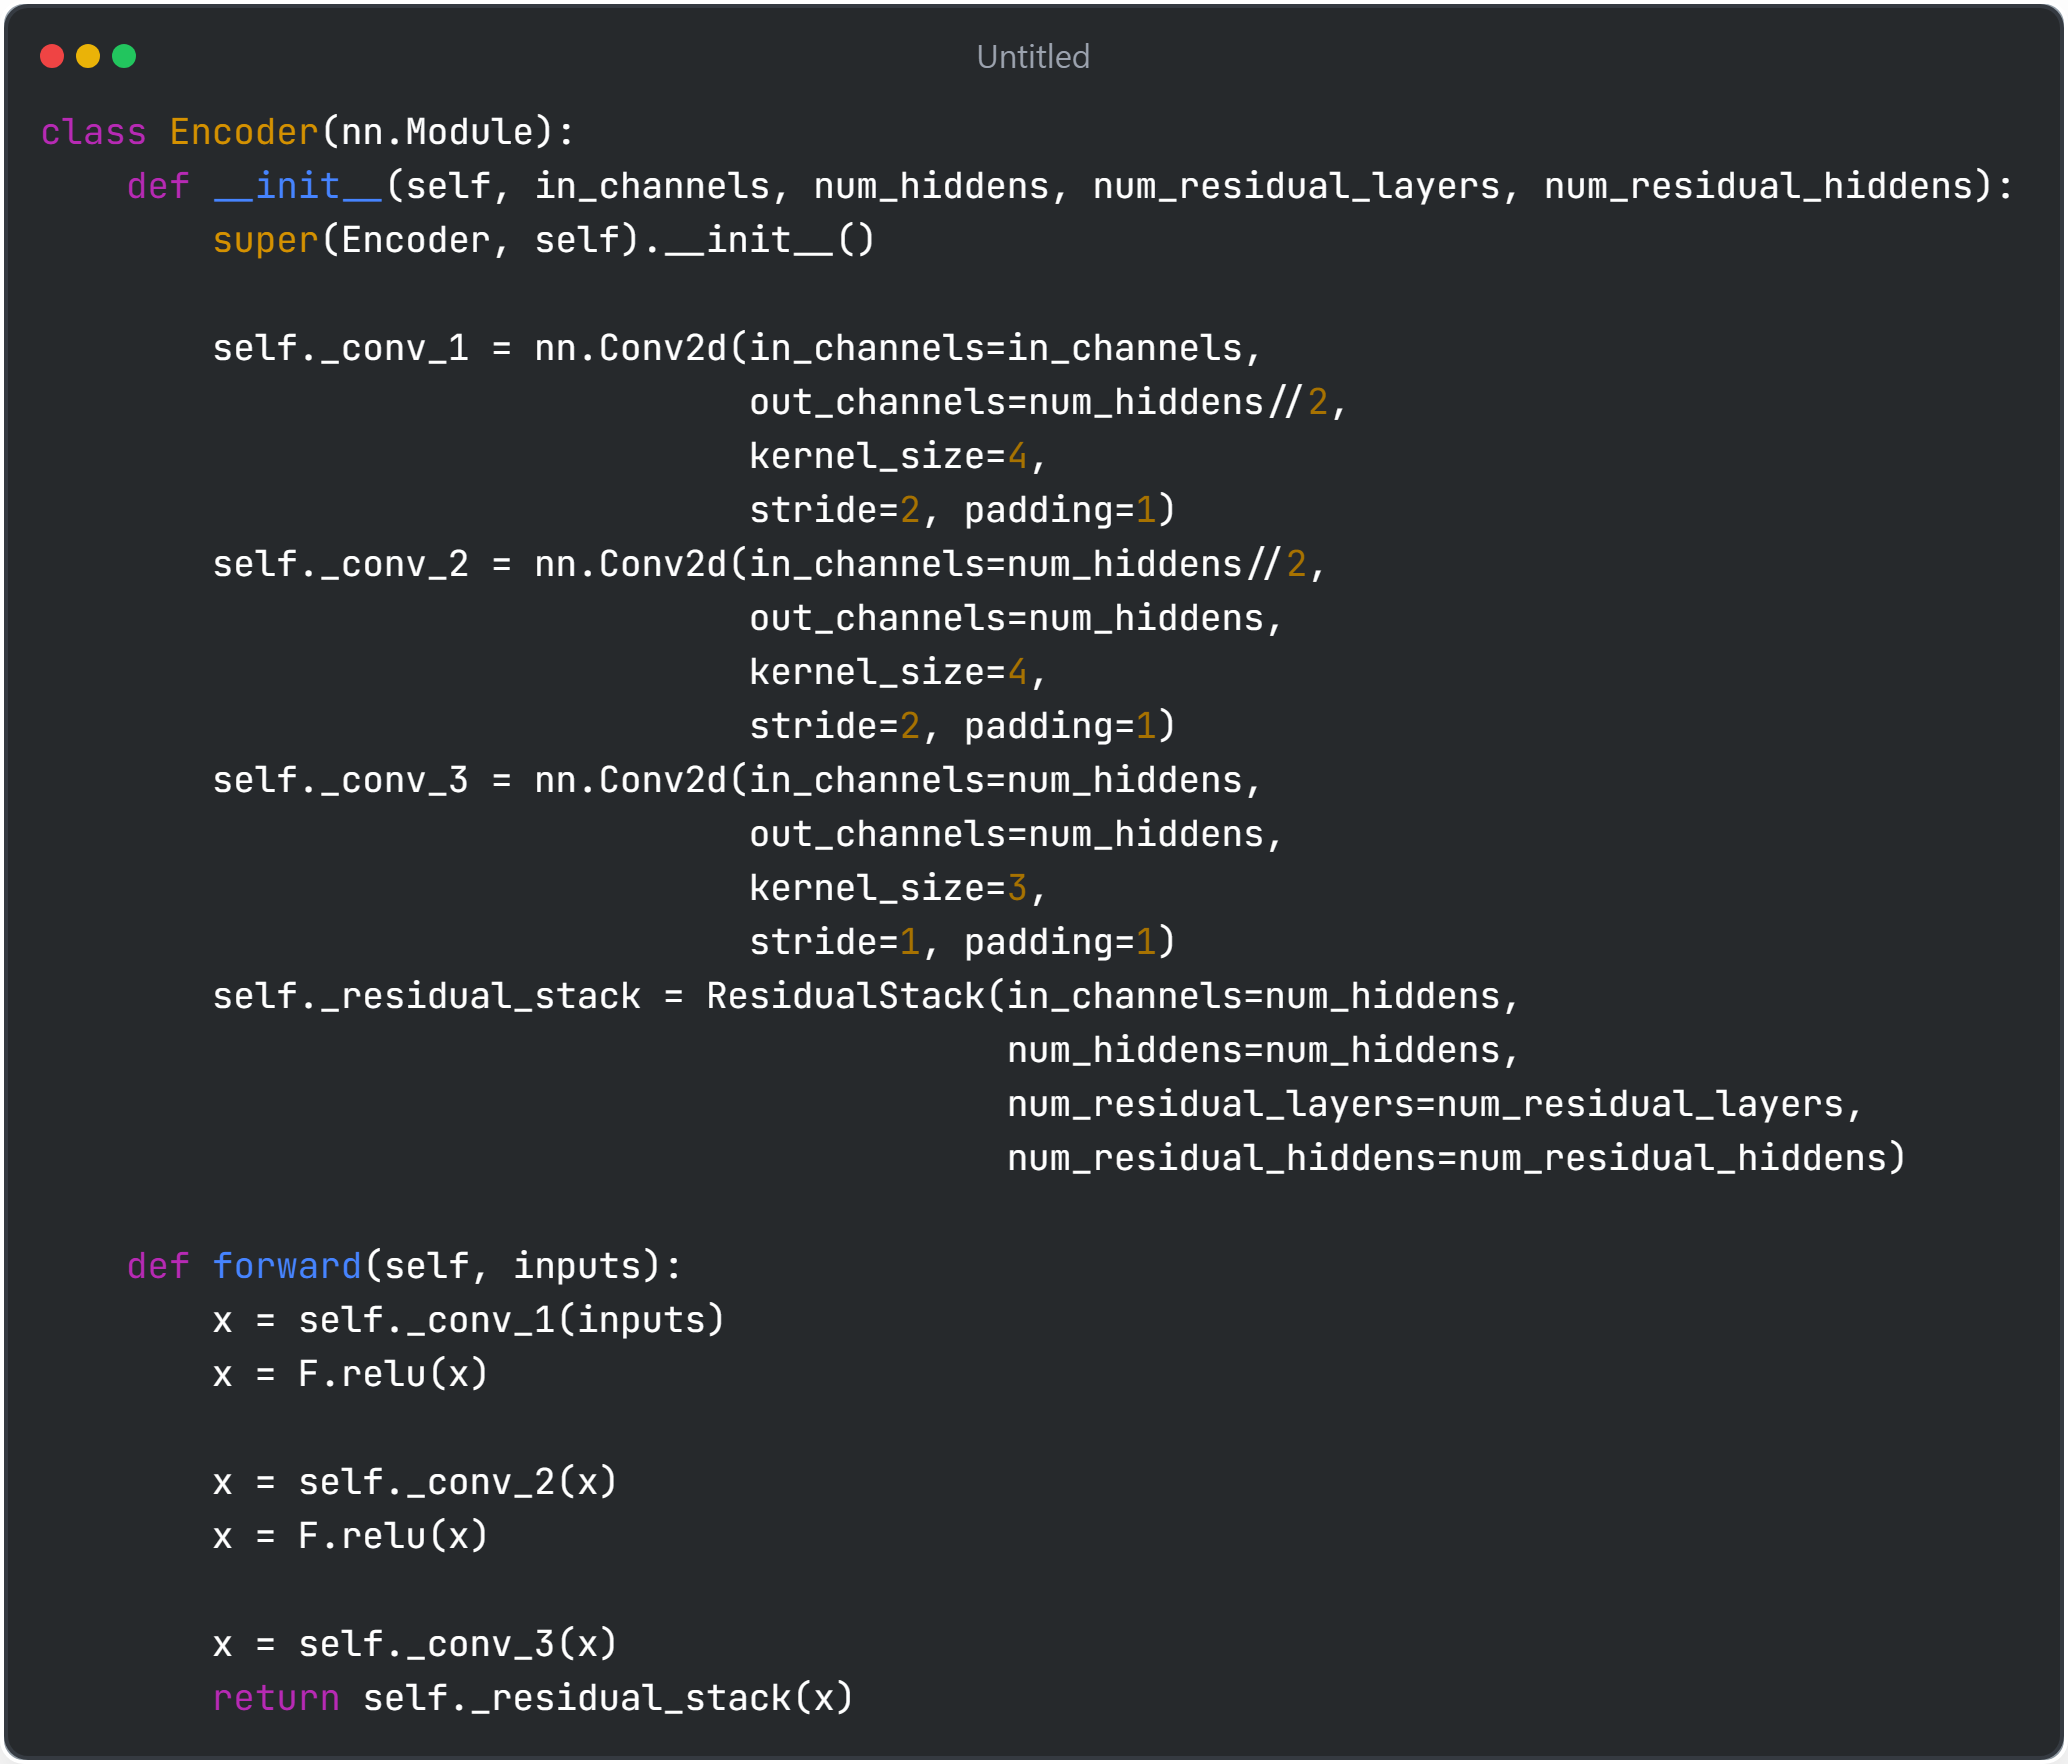 Untitled
class Encoder(nn.Module):
    def __init__(self, in_channels, num_hiddens, num_residual_layers, num_residual_hiddens):
        super(Encoder, self).__init__()

        self._conv_1 = nn.Conv2d(in_channels=in_channels,
                                 out_channels=num_hiddens//2,
                                 kernel_size=4,
                                 stride=2, padding=1)
        self._conv_2 = nn.Conv2d(in_channels=num_hiddens//2,
                                 out_channels=num_hiddens,
                                 kernel_size=4,
                                 stride=2, padding=1)
        self._conv_3 = nn.Conv2d(in_channels=num_hiddens,
                                 out_channels=num_hiddens,
                                 kernel_size=3,
                                 stride=1, padding=1)
        self._residual_stack = ResidualStack(in_channels=num_hiddens,
                                             num_hiddens=num_hiddens,
                                             num_residual_layers=num_residual_layers,
                                             num_residual_hiddens=num_residual_hiddens)

    def forward(self, inputs):
        x = self._conv_1(inputs)
        x = F.relu(x)

        x = self._conv_2(x)
        x = F.relu(x)

        x = self._conv_3(x)
        return self._residual_stack(x)